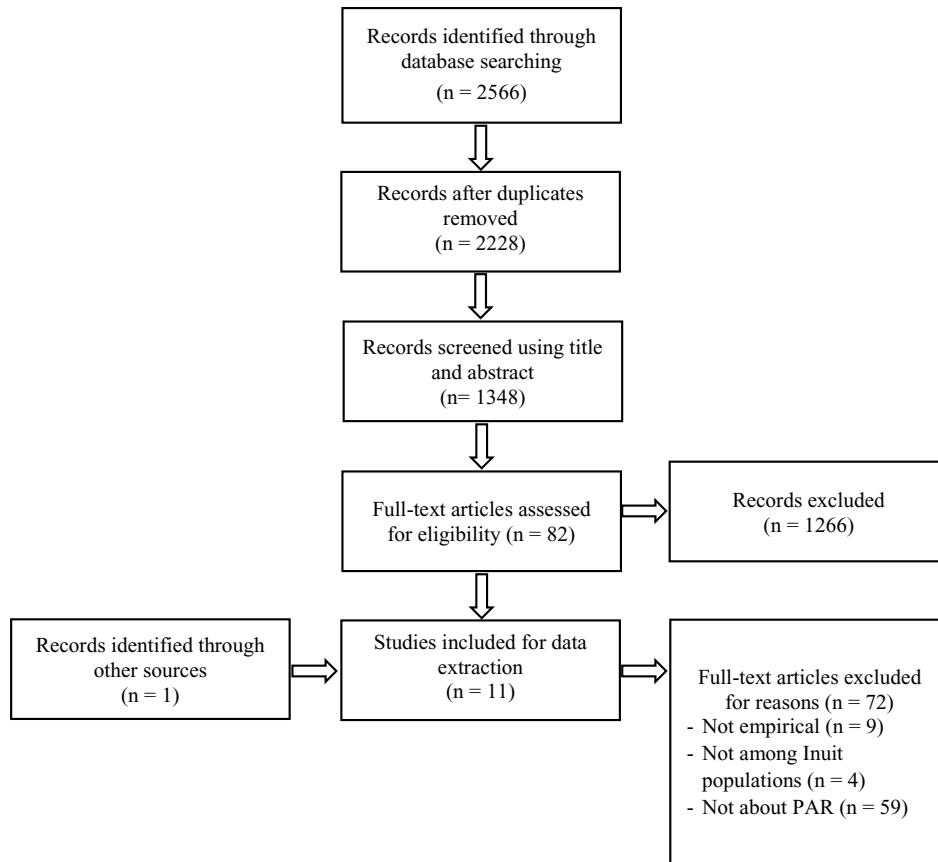 Records identified through
database searching
(n = 2566)
Records after duplicates
removed
(n = 2228)
Records screened using title
and abstract
(n= 1348)
Full-text articles assessed
for eligibility (n = 82)
Records excluded
(n = 1266)
Records identified through
other sources
(n = 1)
Studies included for data
extraction
(n = 11)
Full-text articles excluded
for reasons (n = 72)
- Not empirical (n = 9)
- Not among Inuit
populations (n = 4)
- Not about PAR (n = 59)